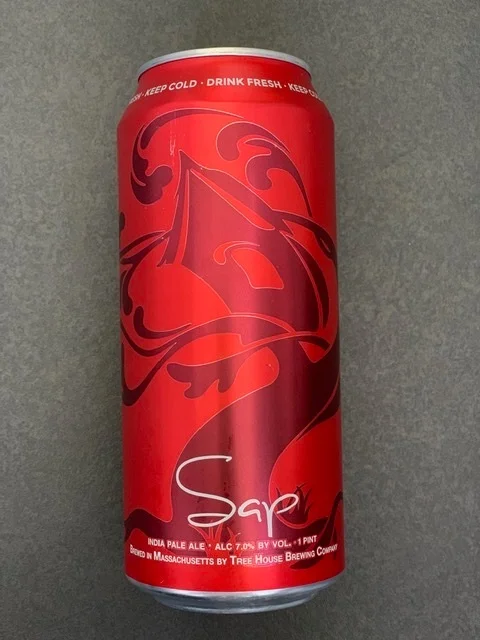 KEEP COLD · DRINK FRESH · KEEP
Sap
INDIA PALE ALE · ALC 7.0% BY VOL. · 1 PINT
BREWED IN MASSACHUSETTS BY TREE HOUSE BREWING COMPANY